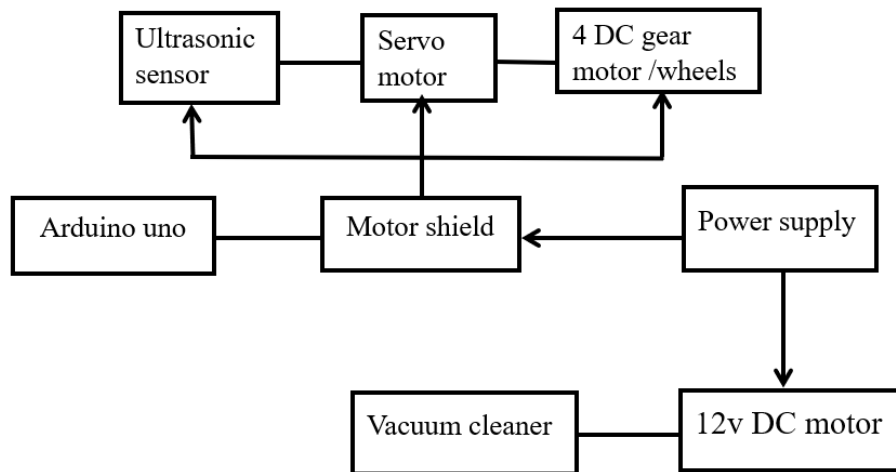 Ultrasonic
sensor
Servo
motor
4 DC gear
motor /wheels
Arduino uno
Motor shield
Power supply
Vacuum cleaner
12v DC motor